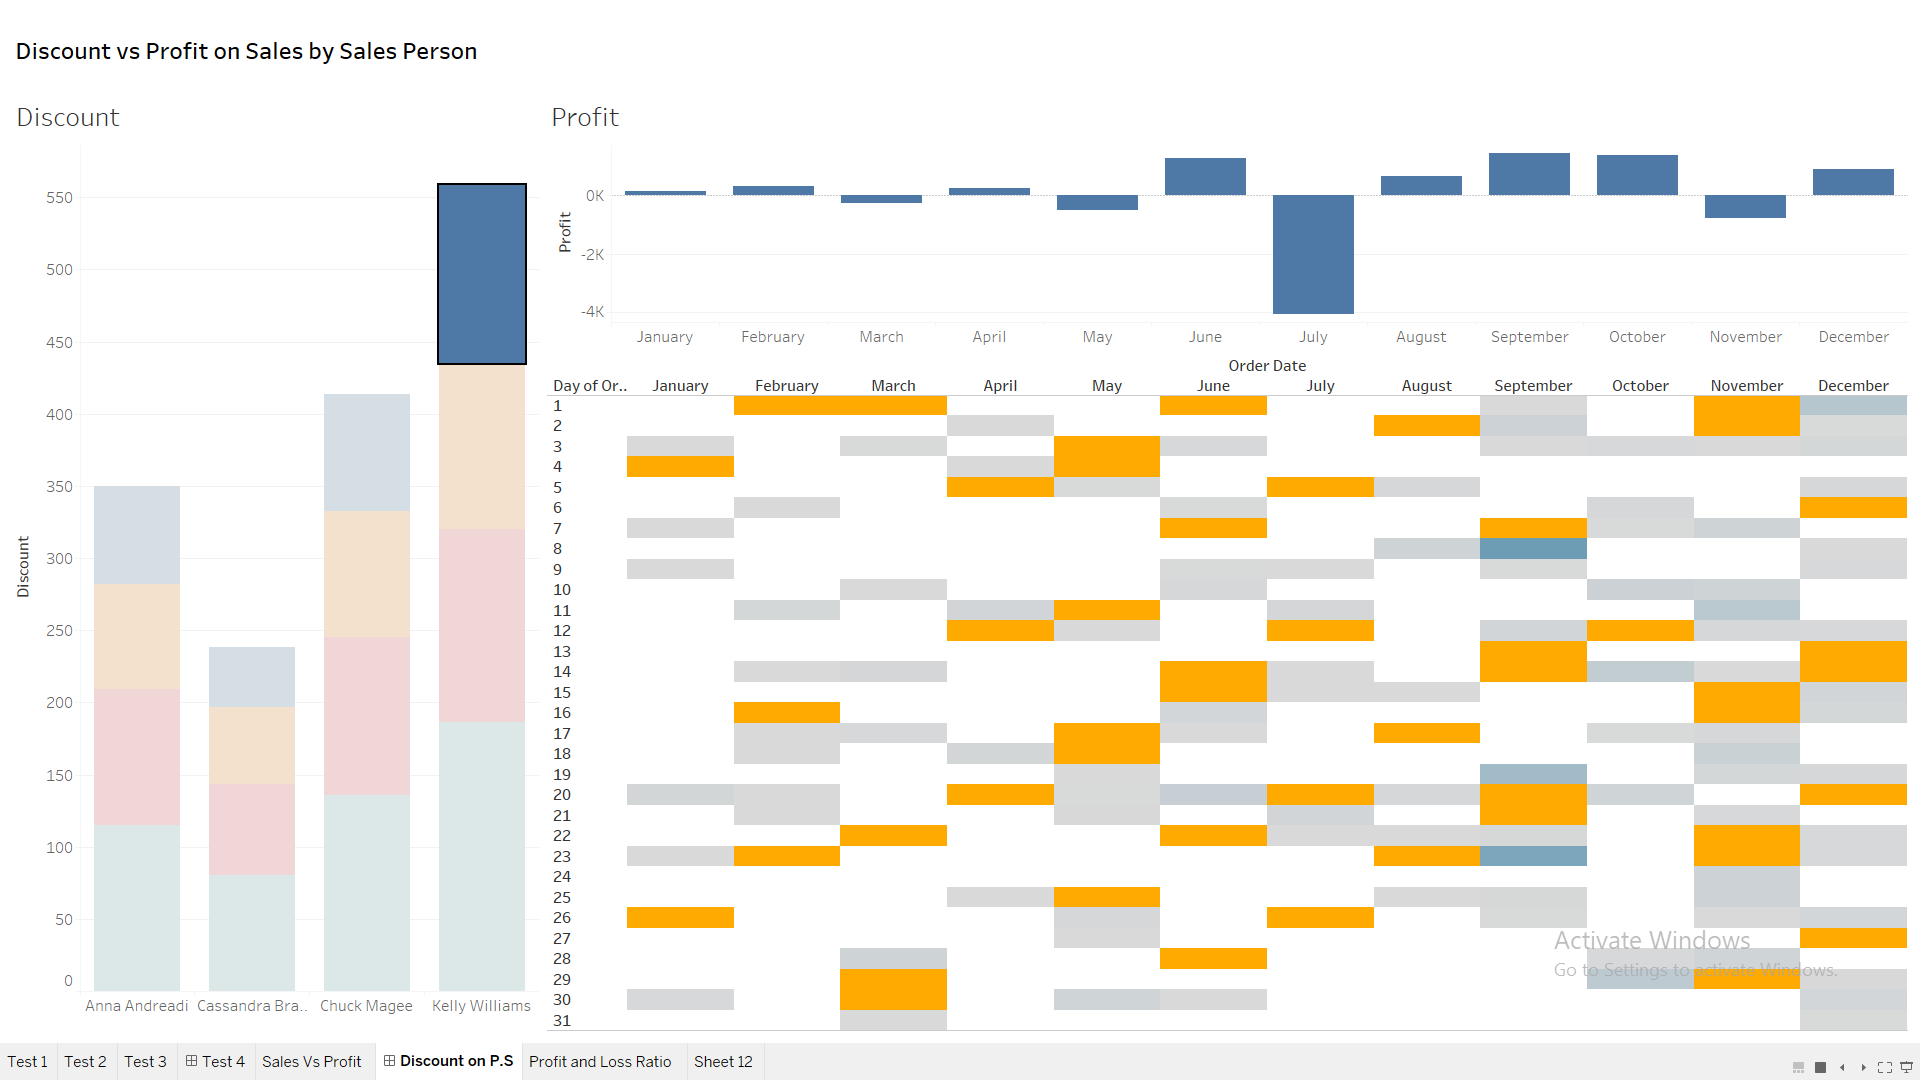 Discount vs Profit on Sales by Sales Person
Discount
Profit
550
500
450
400
350
300
250
200
150
100
50
0
Discount
Anna Andreadi Cassandra Bra.. Chuck Magee Kelly Williams
0K
-2K
-4K
Profit
January February March April May June July August September October November December
Order Date
Day of Or.. January February March April May June July August September October November December
1
2
3
4
5
6
7
8
9
10
11
12
13
14
15
16
17
18
19
20
21
22
23
24
25
26
27
28
29
30
31
Activate Windows
Go to Settings to activate Windows.
Test 1 Test 2 Test 3 Test 4 Sales Vs Profit Discount on P.S Profit and Loss Ratio Sheet 12